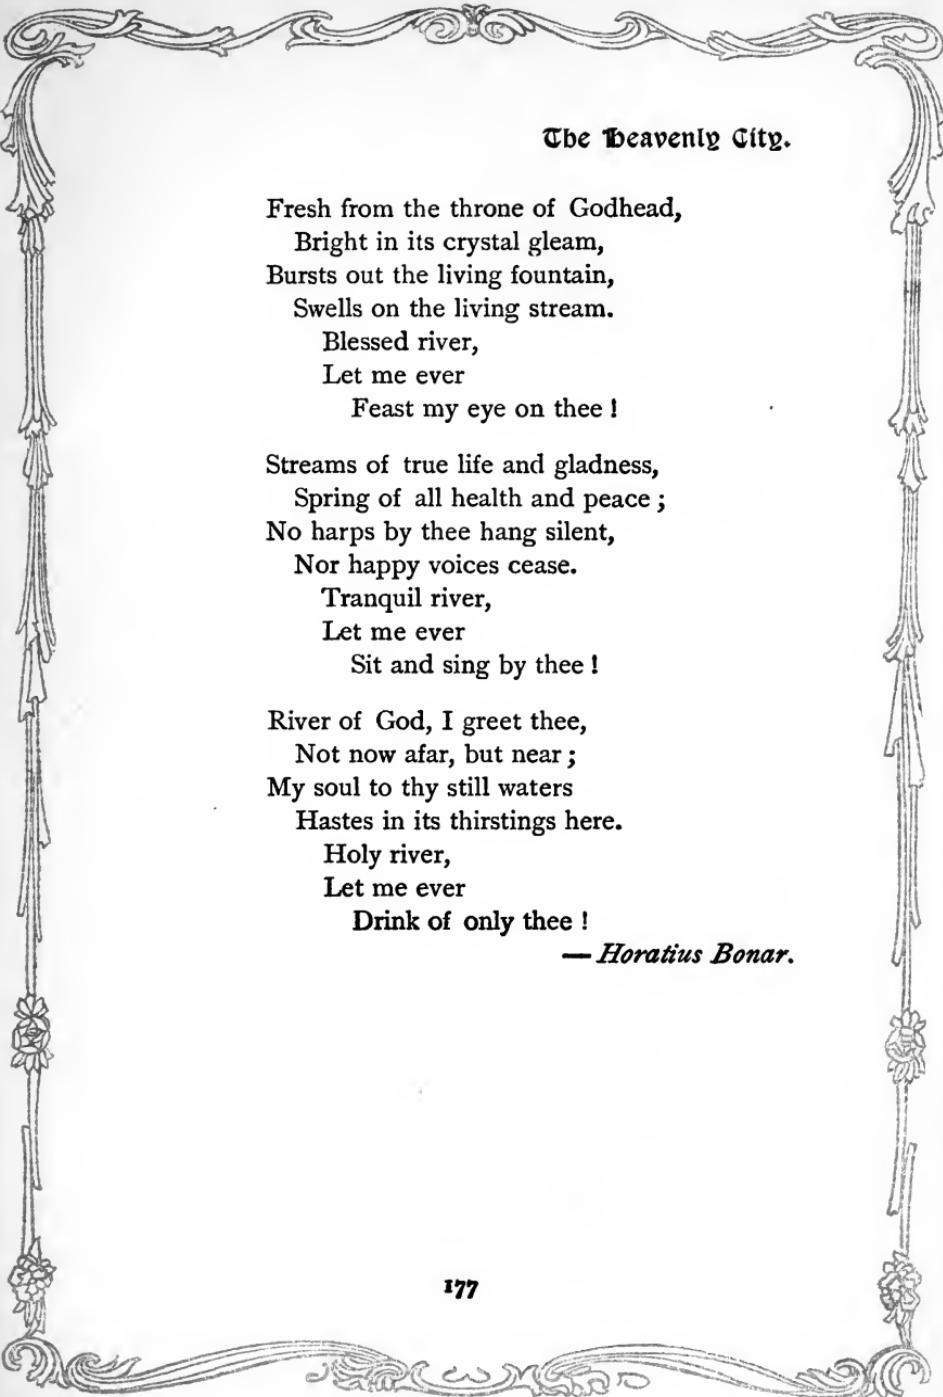 The Heavenly City.
Fresh from the throne of Godhead,
Bright in its crystal gleam,
Bursts out the living fountain,
Swells on the living stream.
Blessed river,
Let me ever
Feast my eye on thee !
Streams of true life and gladness,
Spring of all health and peace ;
No harps by thee hang silent,
Nor happy voices cease.
Tranquil river,
Let me ever
Sit and sing by thee !
River of God, I greet thee,
Not now afar, but near ;
My soul to thy still waters
Hastes in its thirstings here.
Holy river,
Let me ever
Drink of only thee !
— Horatius Bonar.
177